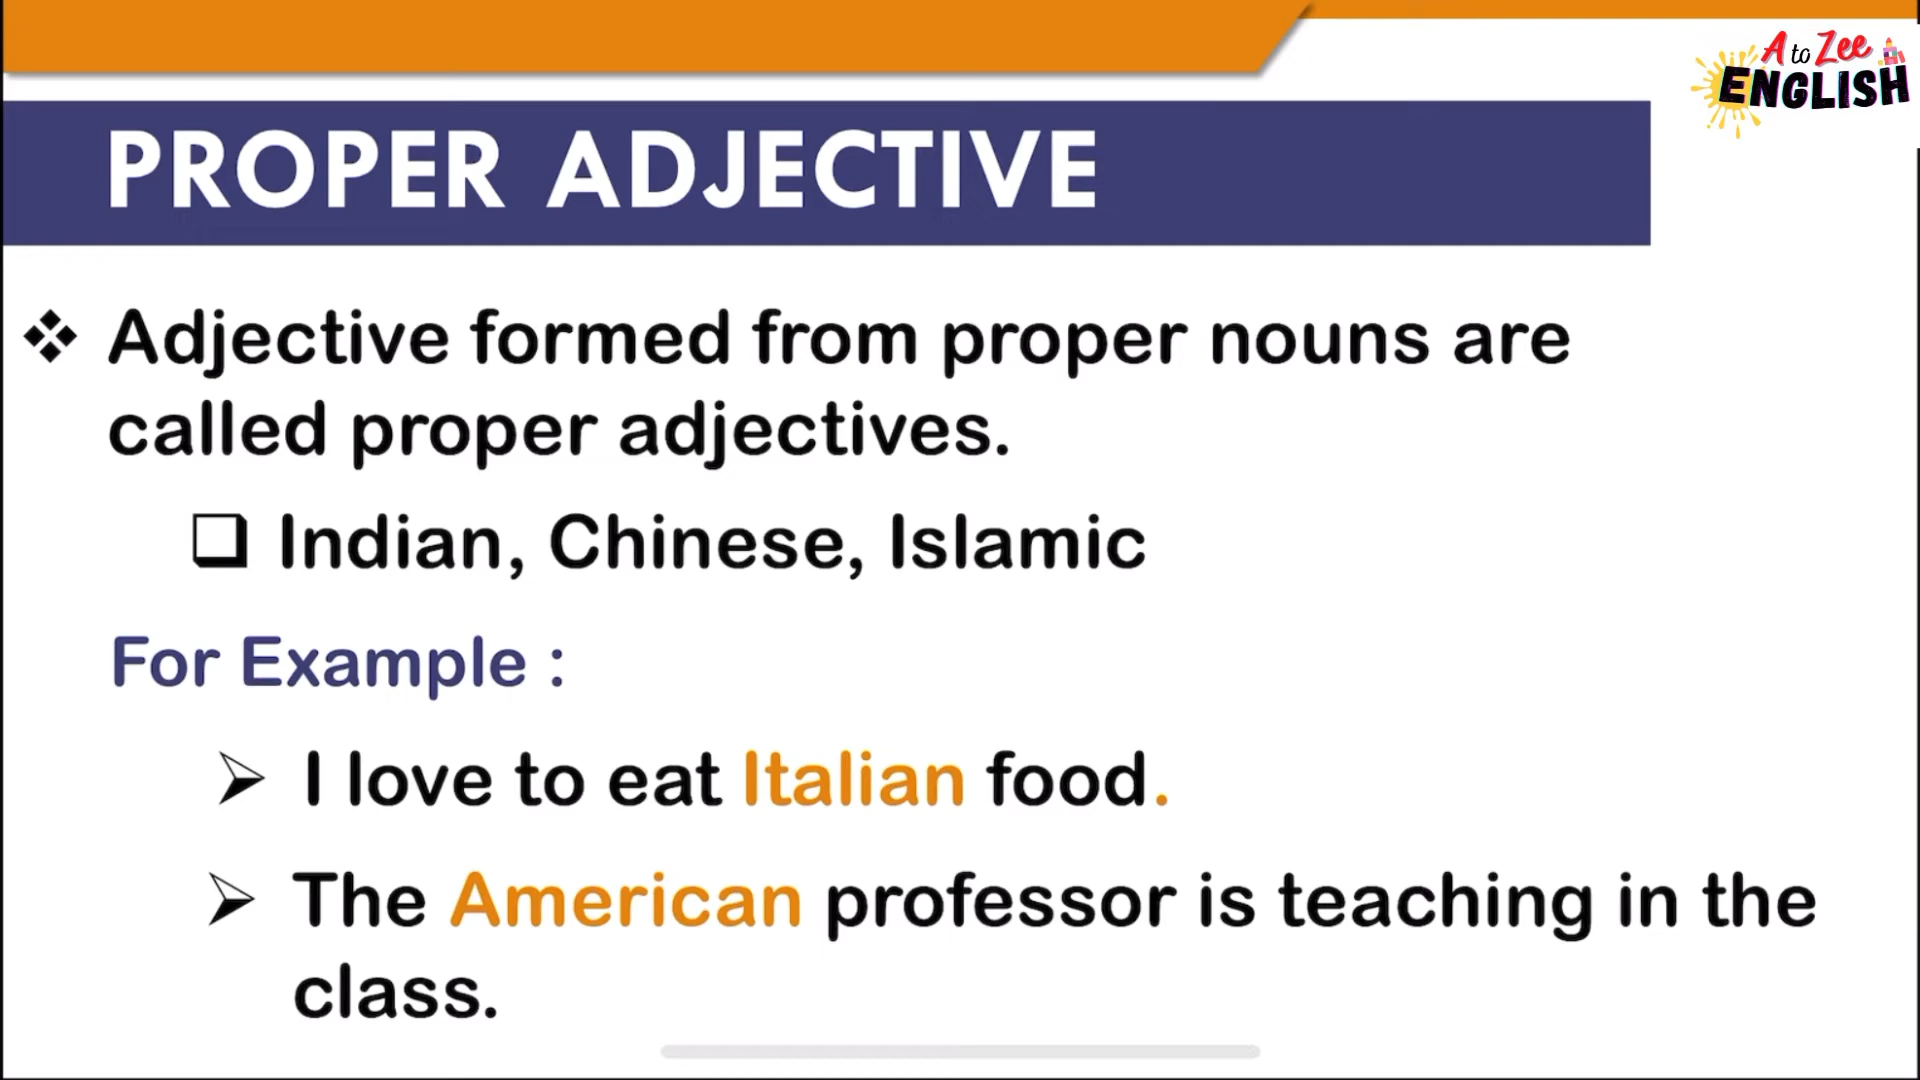 A to Zee
ENGLISH
PROPER ADJECTIVE
Adjective formed from proper nouns are
called proper adjectives.
Indian, Chinese, Islamic
For Example :
I love to eat Italian food.
The American professor is teaching in the
class.